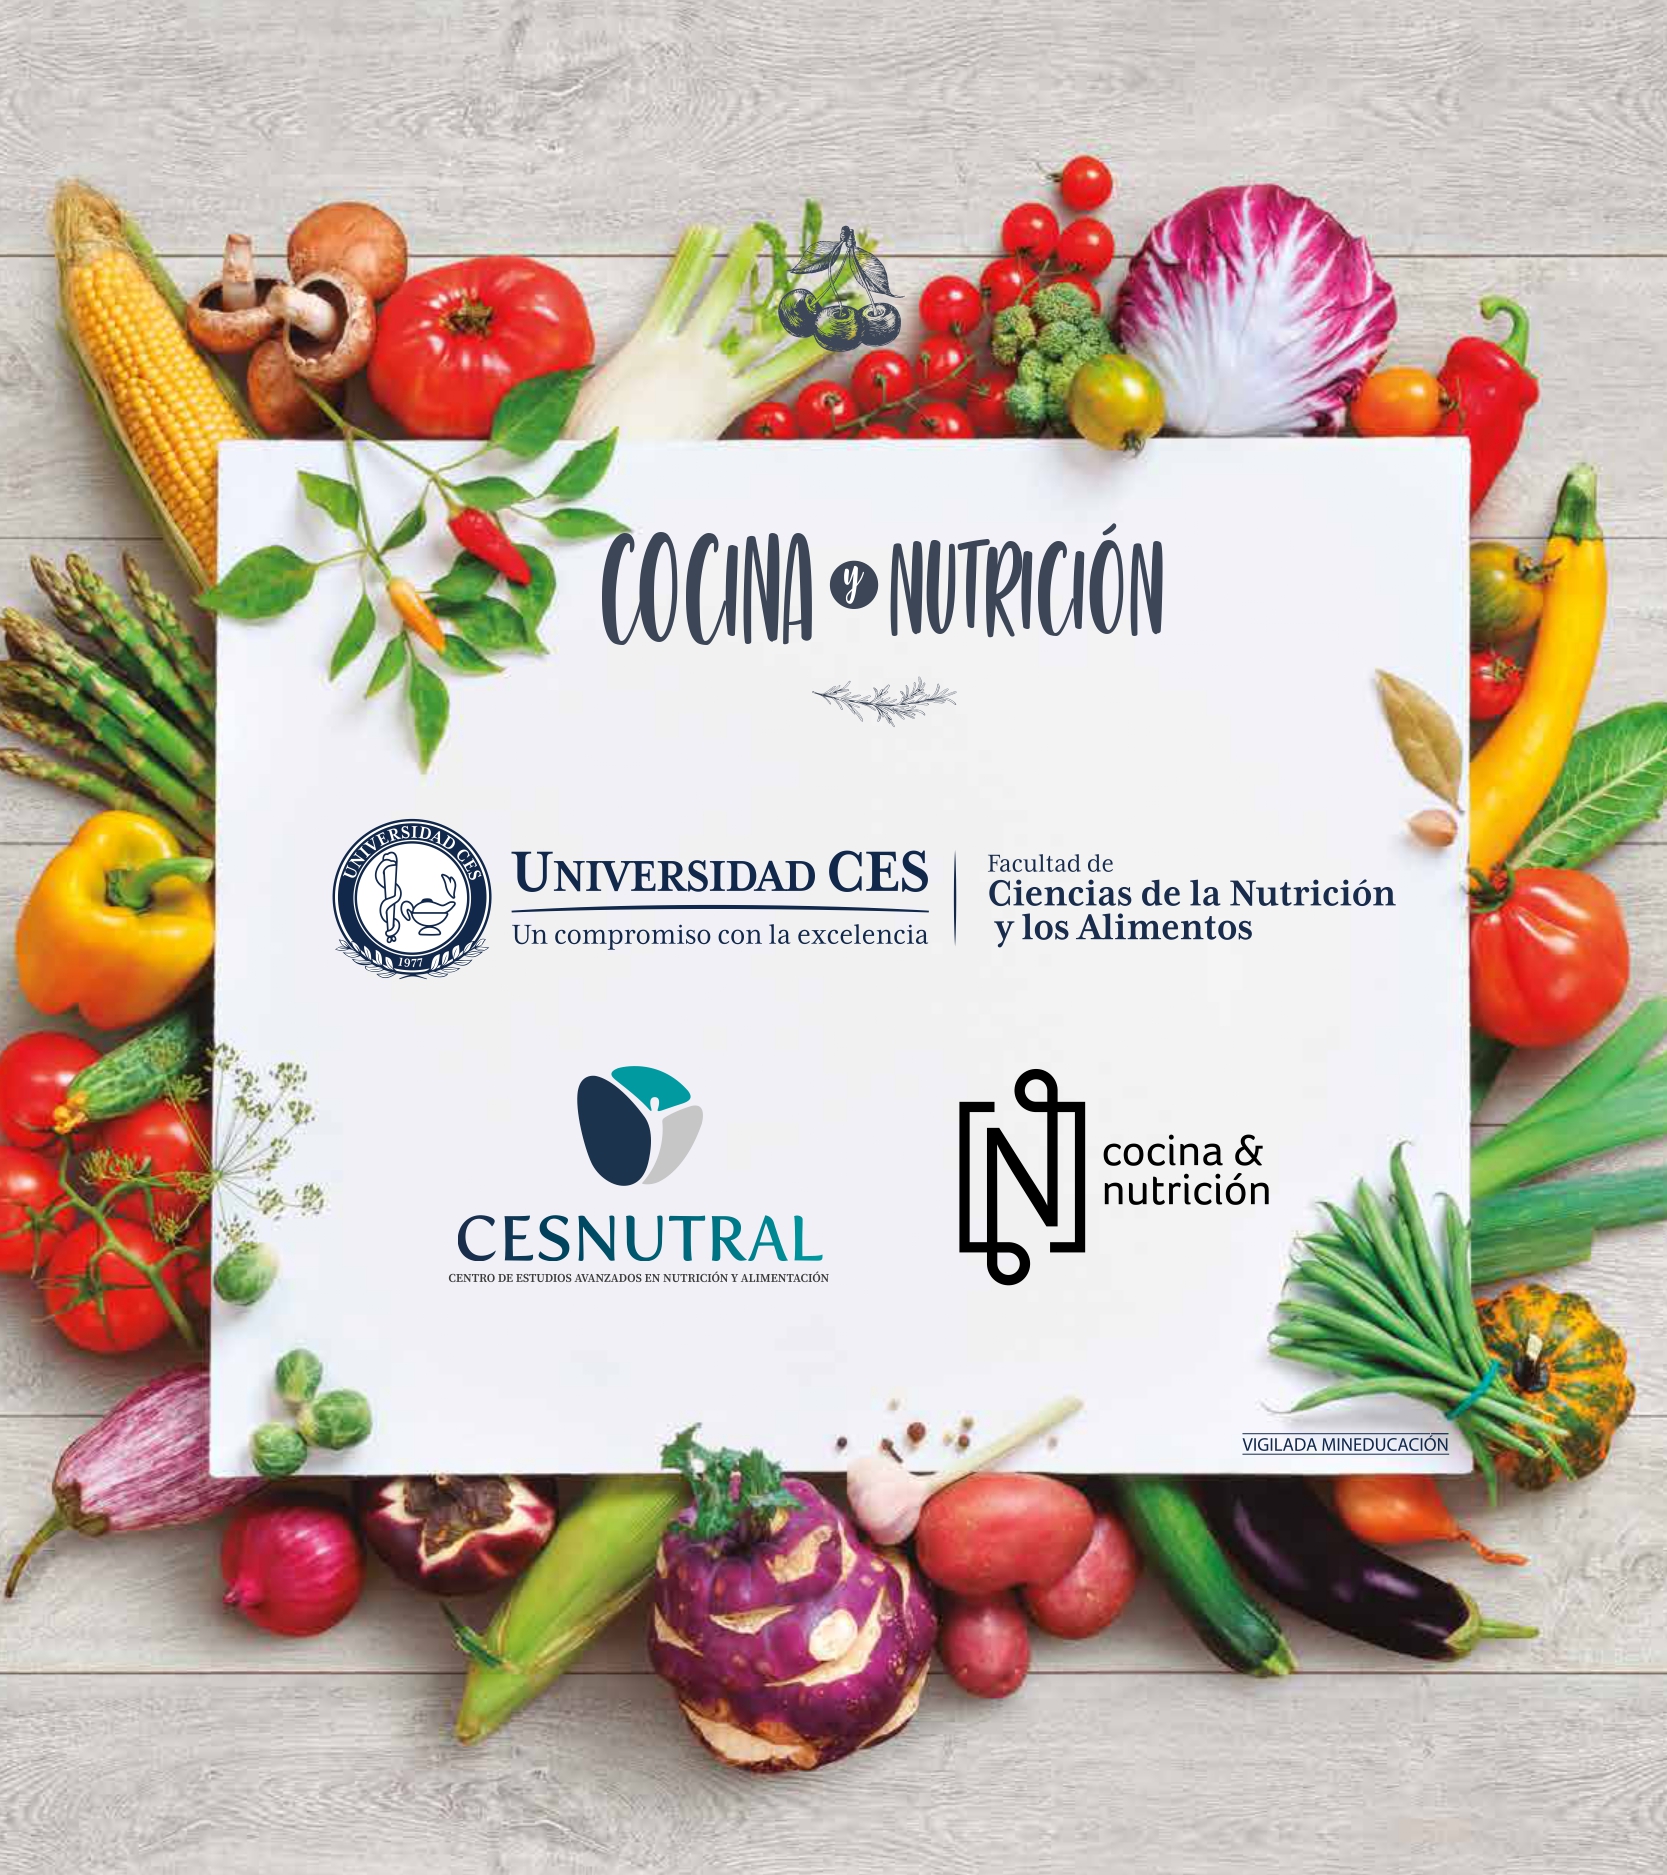 COCINA y NUTRICIÓN
UNIVERSIDAD CES
1977
UNIVERSIDAD CES
Un compromiso con la excelencia
Facultad de
Ciencias de la Nutrición
y los Alimentos
CESNUTRAL
CENTRO DE ESTUDIOS AVANZADOS EN NUTRICIÓN Y ALIMENTACIÓN
N
cocina &
nutrición
VIGILADA MINEDUCACIÓN